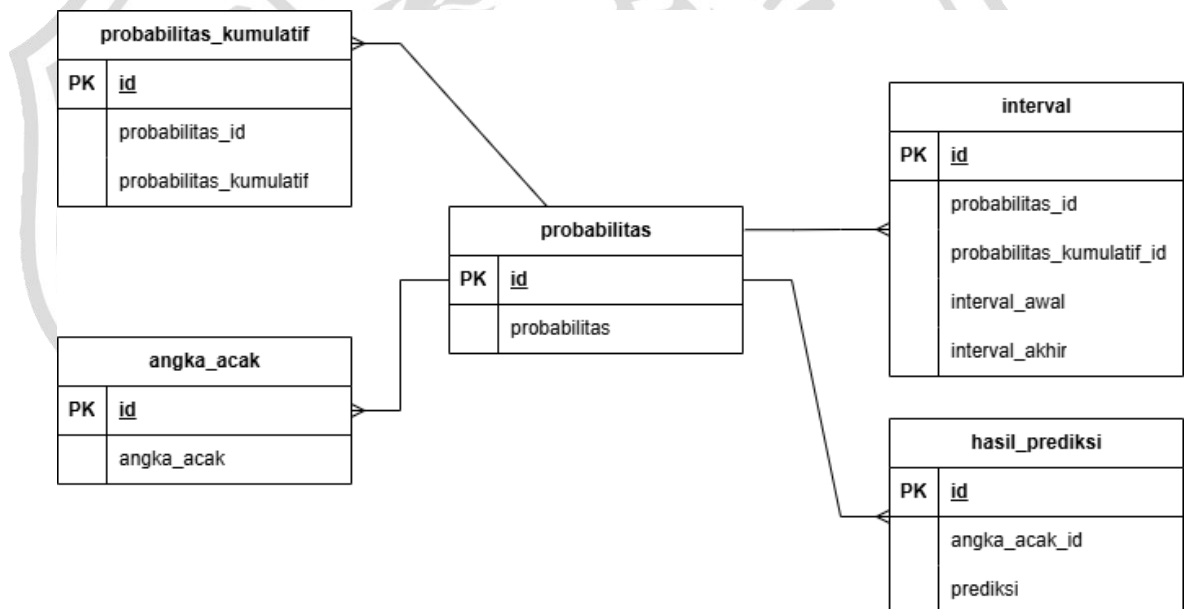 probabilitas_kumulatif
PK id
probabilitas_id
probabilitas_kumulatif
angka_acak
PK id
angka_acak
probabilitas
PK id
probabilitas
interval
PK id
probabilitas_id
probabilitas_kumulatif_id
interval_awal
interval_akhir
hasil_prediksi
PK id
angka_acak_id
prediksi